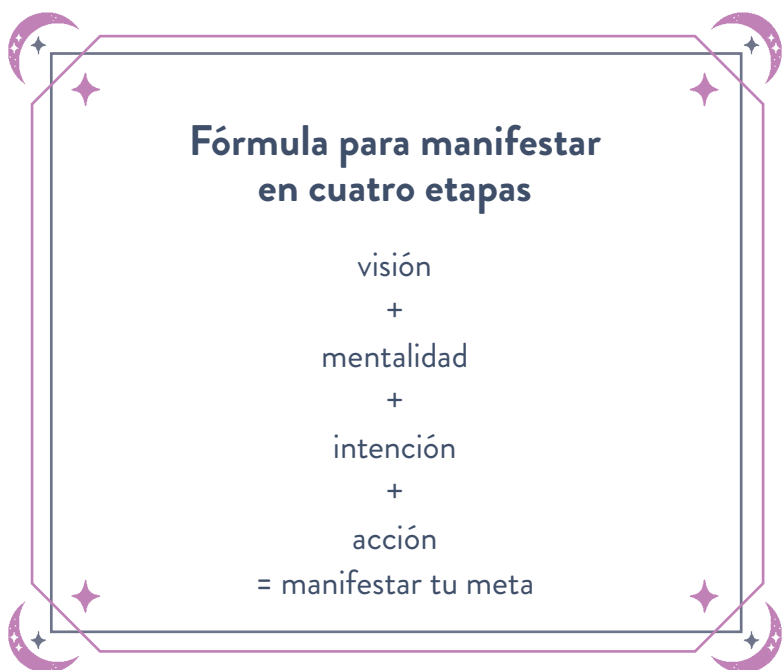 Fórmula para manifestar
en cuatro etapas
visión
+
mentalidad
+
intención
+
acción
= manifestar tu meta